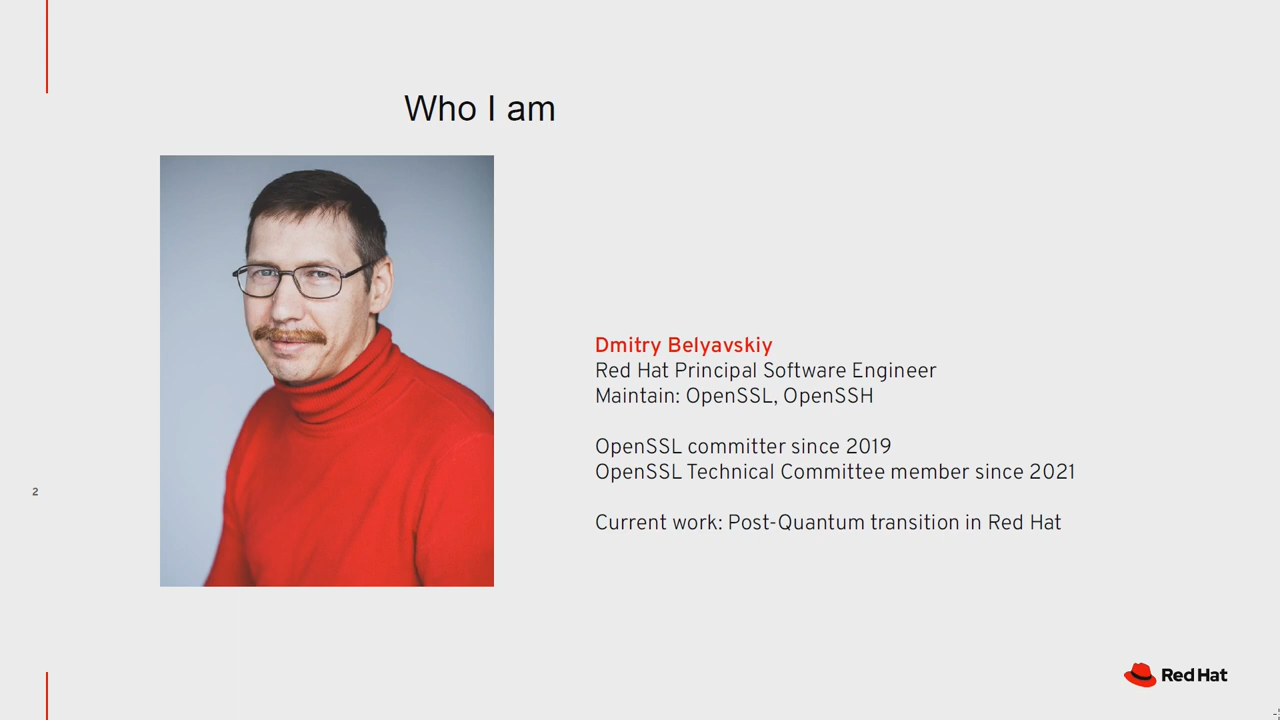 Who I am
Dmitry Belyavskiy
Red Hat Principal Software Engineer
Maintain: OpenSSL, OpenSSH
OpenSSL committer since 2019
OpenSSL Technical Committee member since 2021
Current work: Post-Quantum transition in Red Hat
2
Red Hat